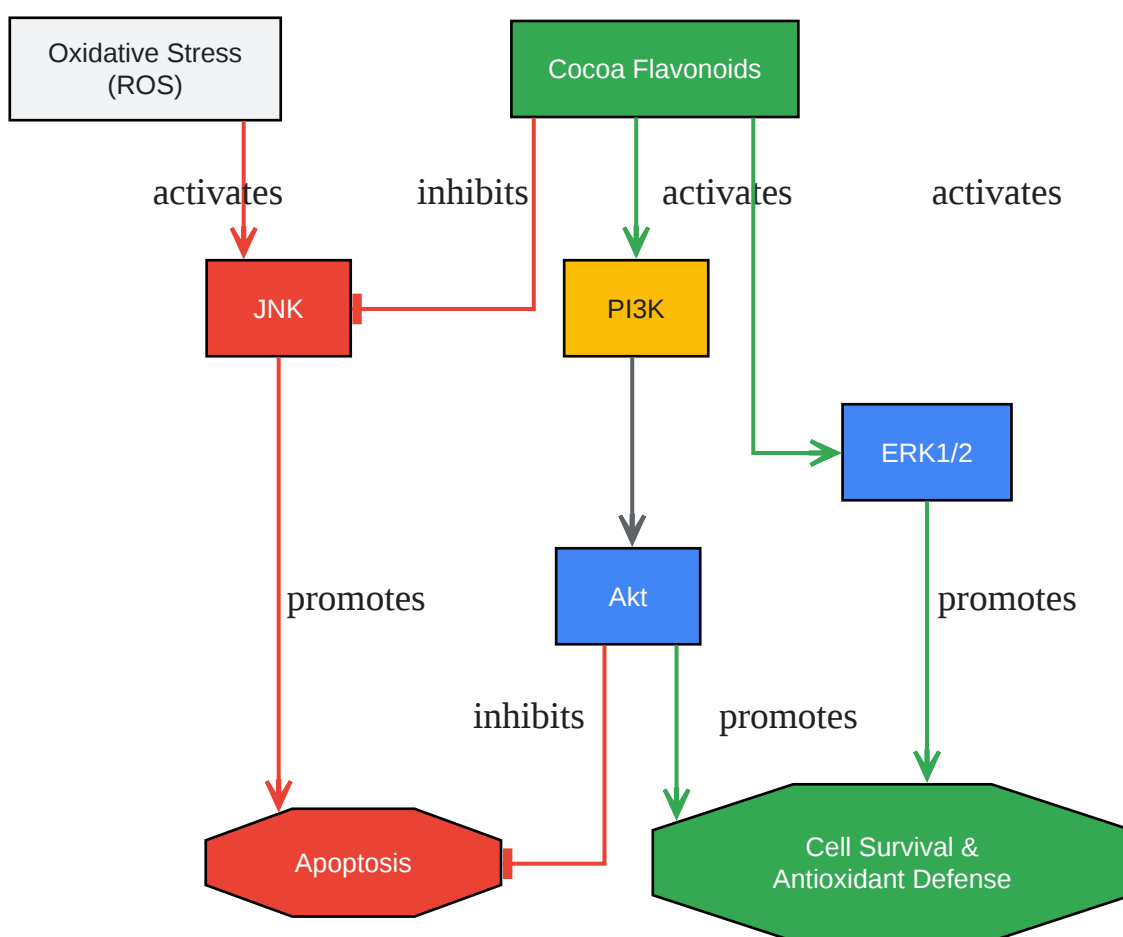 Oxidative Stress
(ROS)
Cocoa Flavonoids
activates
inhibits
activates
activates
JNK
PI3K
ERK1/2
Akt
promotes
promotes
inhibits
promotes
Apoptosis
Cell Survival &
Antioxidant Defense